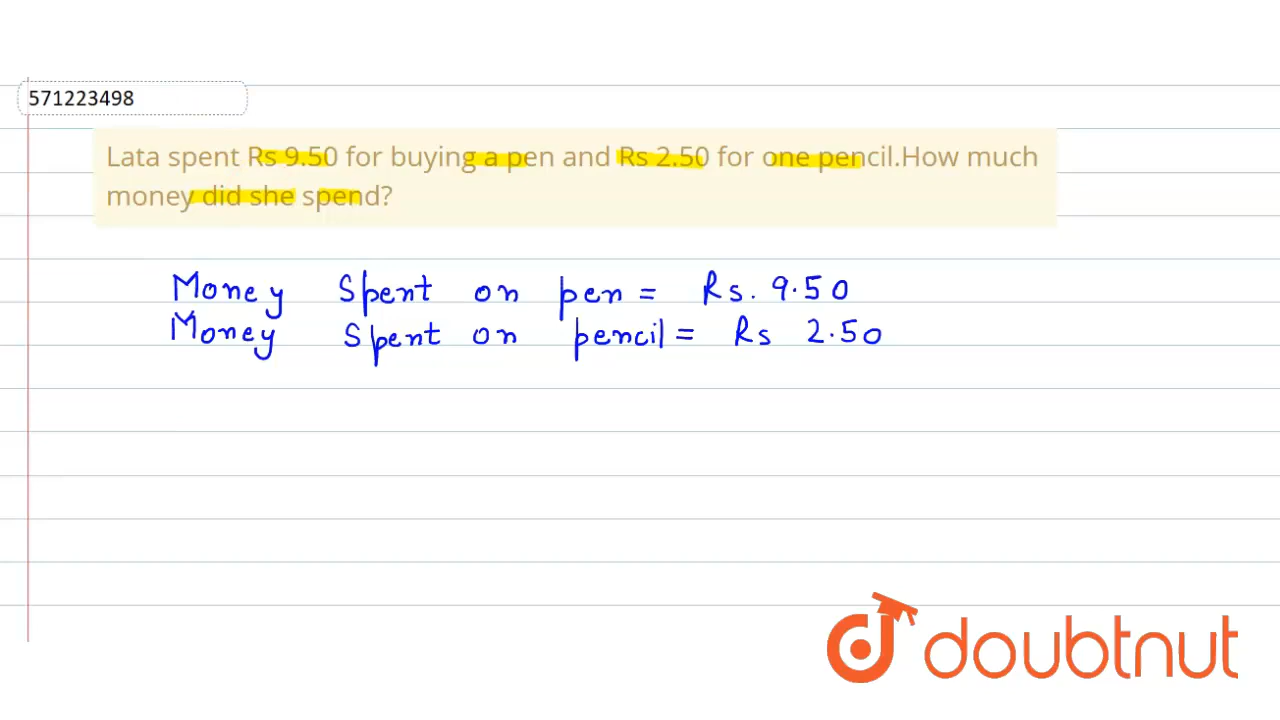 571223498
Lata spent Rs 9.50 for buying a pen and Rs 2.50 for one pencil.How much
money did she spend?
Money Spent on pen = Rs. 9.50
Money Spent on pencil = Rs 2.50
doubtnut